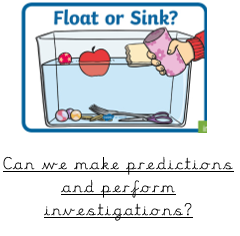 Float or Sink?
Can we make predictions
and perform
investigations?